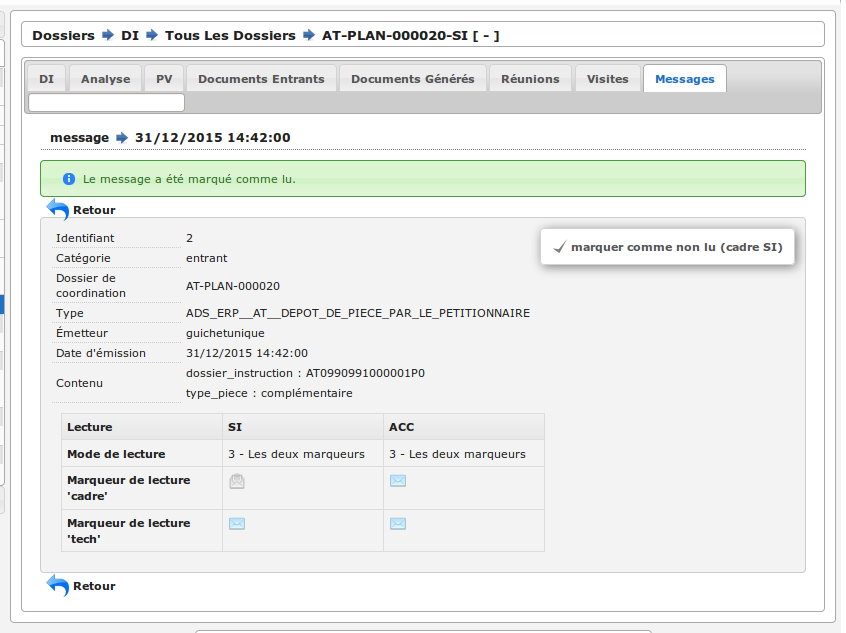 Dossiers DI Tous Les Dossiers AT-PLAN-000020-SI [ - ]
DI Analyse PV Documents Entrants Documents Générés Réunions Visites Messages
message 31/12/2015 14:42:00
Le message a été marqué comme lu.
Retour
marquer comme non lu (cadre SI)
Identifiant 2
Catégorie entrant
Dossier de
coordination AT-PLAN-000020
Type ADS_ERP__AT__DEPOT_DE_PIECE_PAR_LE_PETITIONNAIRE
Émetteur guichetunique
Date d'émission 31/12/2015 14:42:00
Contenu dossier_instruction : AT0990991000001P0
type_piece : complémentaire
Lecture SI ACC
Mode de lecture 3 - Les deux marqueurs 3 - Les deux marqueurs
Marqueur de lecture
'cadre'
Marqueur de lecture
'tech'
Retour